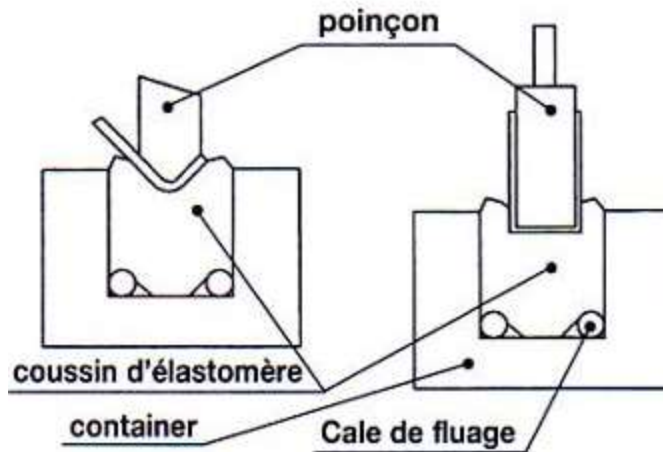 poinçon
coussin d'élastomère
container
Cale de fluage